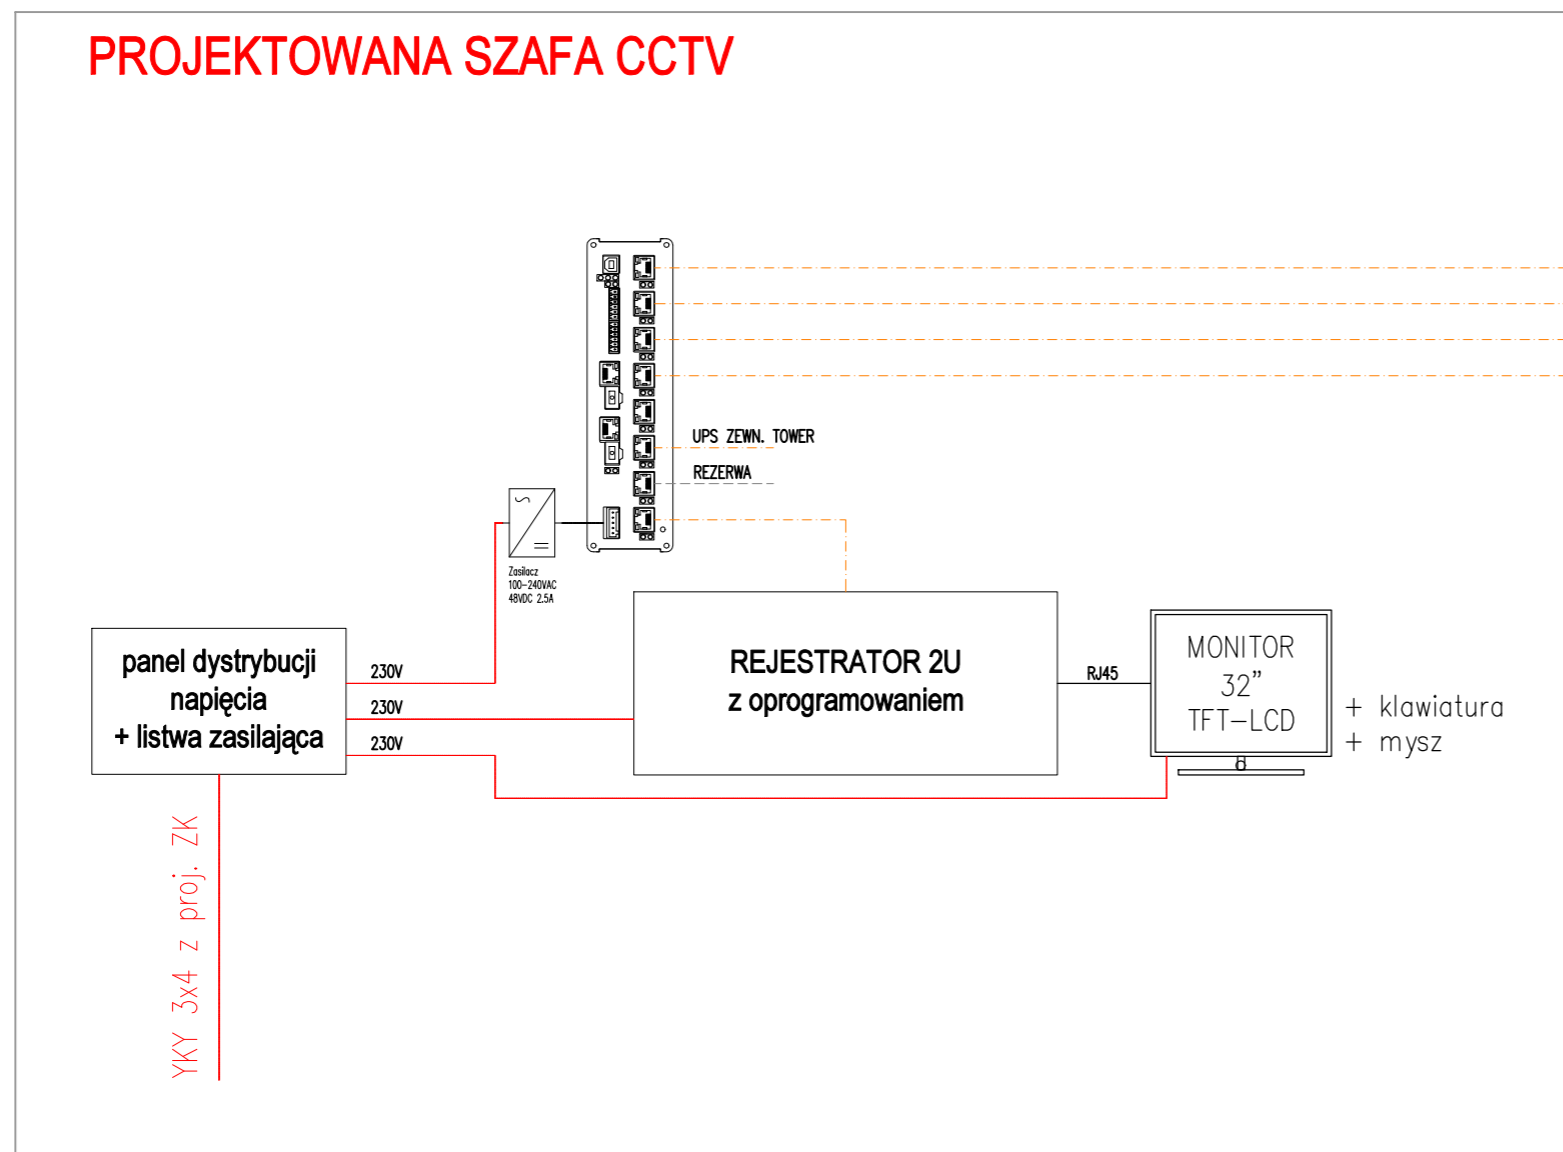 PROJEKTOWANA SZAFA CCTV
UPS ZEWN. TOWER
REZERWA
Zasilacz
100-240VAC
48VDC 2.5A
panel dystrybucji
napięcia
+ listwa zasilająca
230V
230V
230V
REJESTRATOR 2U
z oprogramowaniem
RJ45
MONITOR
32"
TFT-LCD
+ klawiatura
+ mysz
YKY 3x4 z proj. ZK